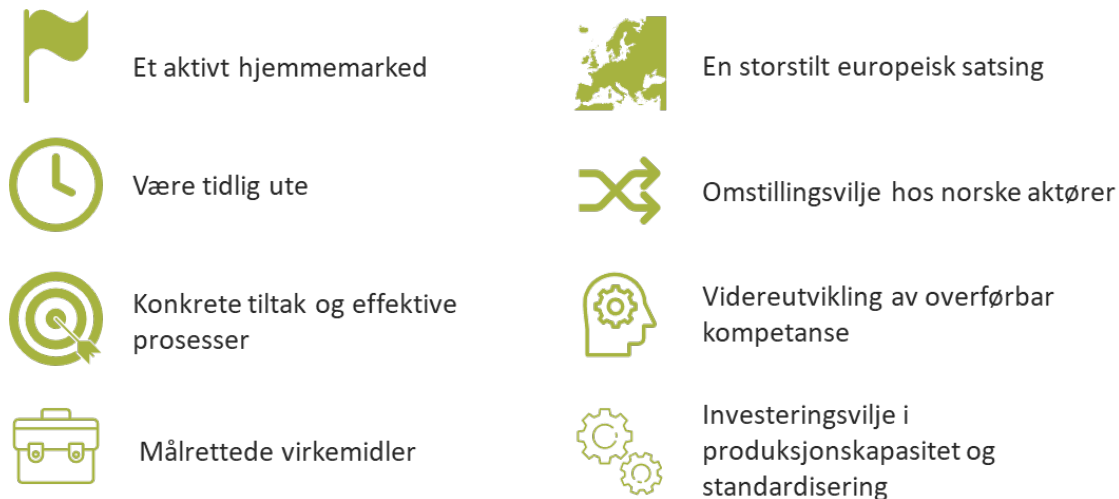 Et aktivt hjemmemarked
En storstilt europeisk satsing
Være tidlig ute
Omstillingsvilje hos norske aktører
Konkrete tiltak og effektive
prosesser
Videreutvikling av overførbar
kompetanse
Målrettede virkemidler
Investeringsvilje i
produksjonskapasitet og
standardisering